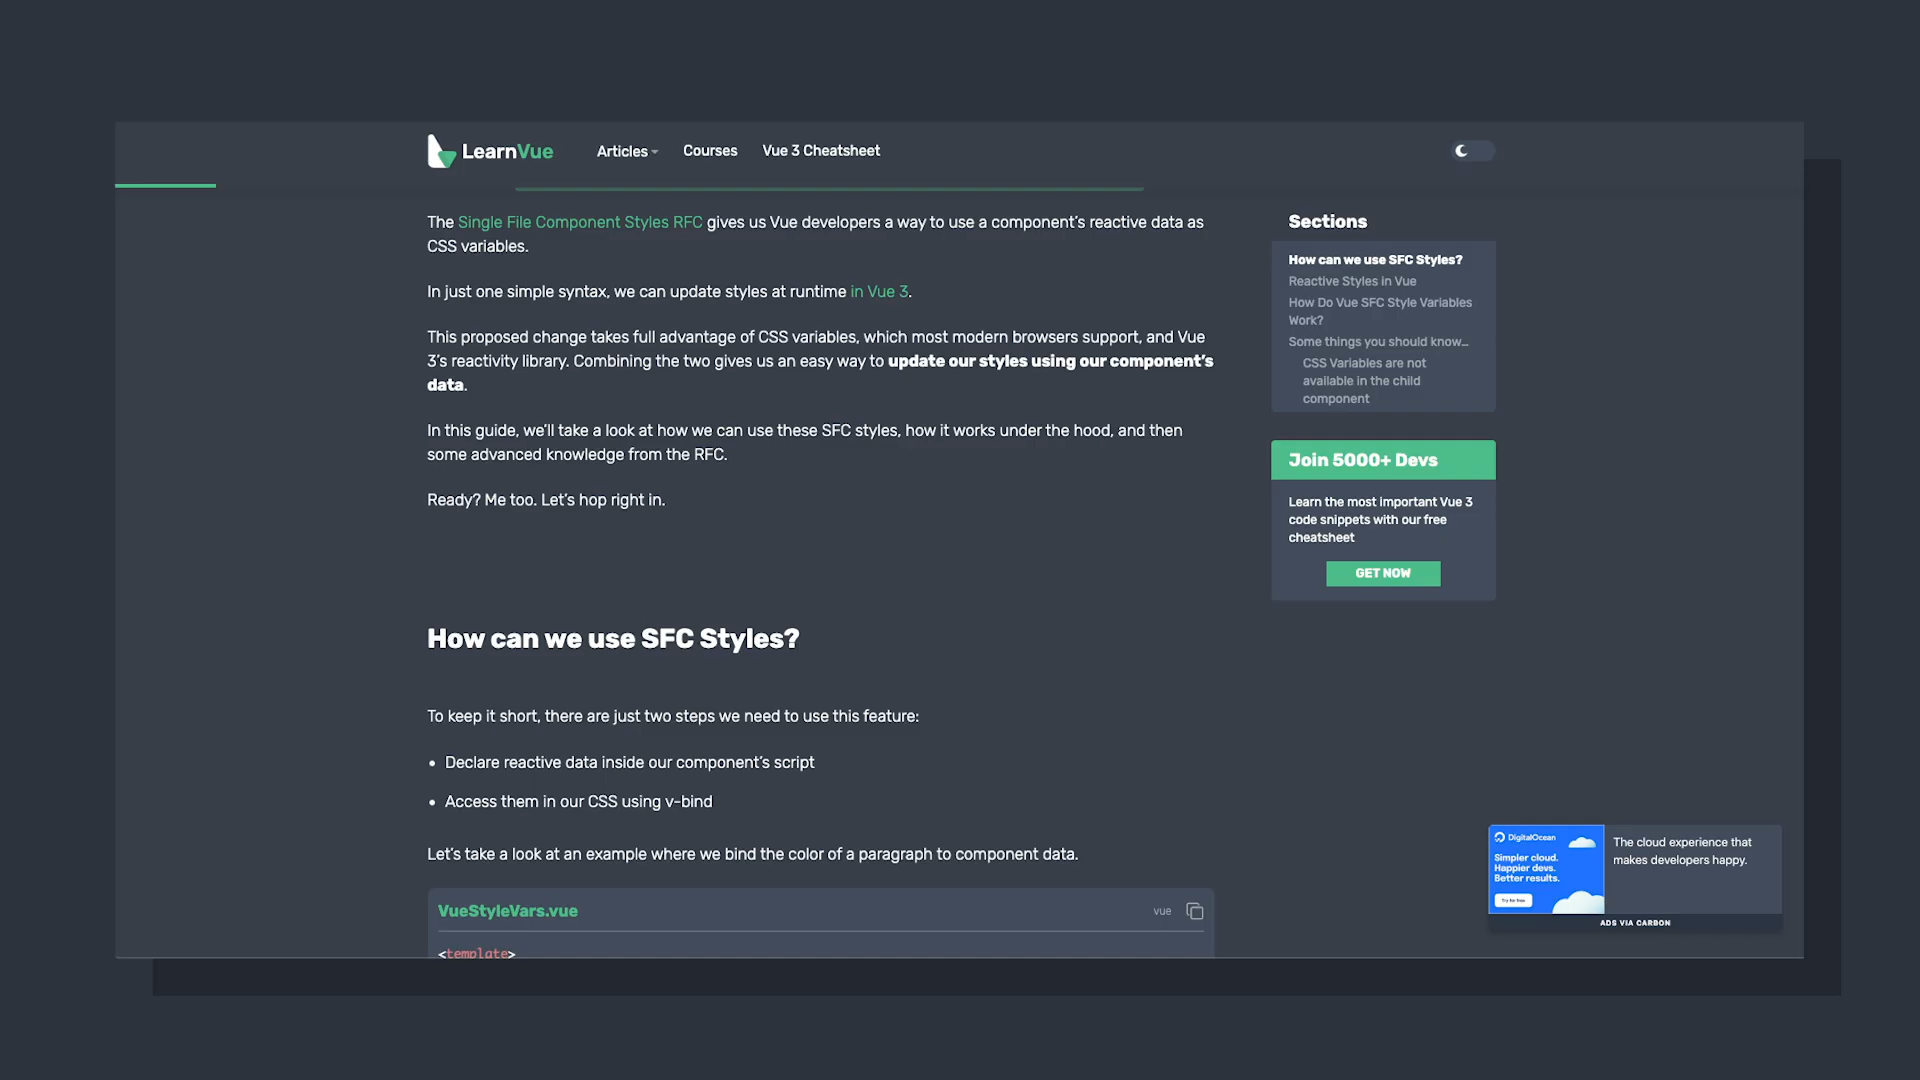 LearnVue
Articles
Courses
Vue 3 Cheatsheet
The Single File Component Styles RFC gives us Vue developers a way to use a component's reactive data as
CSS variables.
In just one simple syntax, we can update styles at runtime in Vue 3.
This proposed change takes full advantage of CSS variables, which most modern browsers support, and Vue
3's reactivity library. Combining the two gives us an easy way to update our styles using our component's
data.
In this guide, we'll take a look at how we can use these SFC styles, how it works under the hood, and then
some advanced knowledge from the RFC.
Ready? Me too. Let's hop right in.
How can we use SFC Styles?
To keep it short, there are just two steps we need to use this feature:
• Declare reactive data inside our component's script
• Access them in our CSS using v-bind
Let's take a look at an example where we bind the color of a paragraph to component data.
VueStyleVars.vue
vue
<template>
Sections
How can we use SFC Styles?
Reactive Styles in Vue
How Do Vue SFC Style Variables
Work?
Some things you should know...
CSS Variables are not
available in the child
component
Join 5000+ Devs
Learn the most important Vue 3
code snippets with our free
cheatsheet
GET NOW
DigitalOcean
Simpler cloud.
Happier devs.
Better results.
Try for free
The cloud experience that
makes developers happy.
ADS VIA CARBON